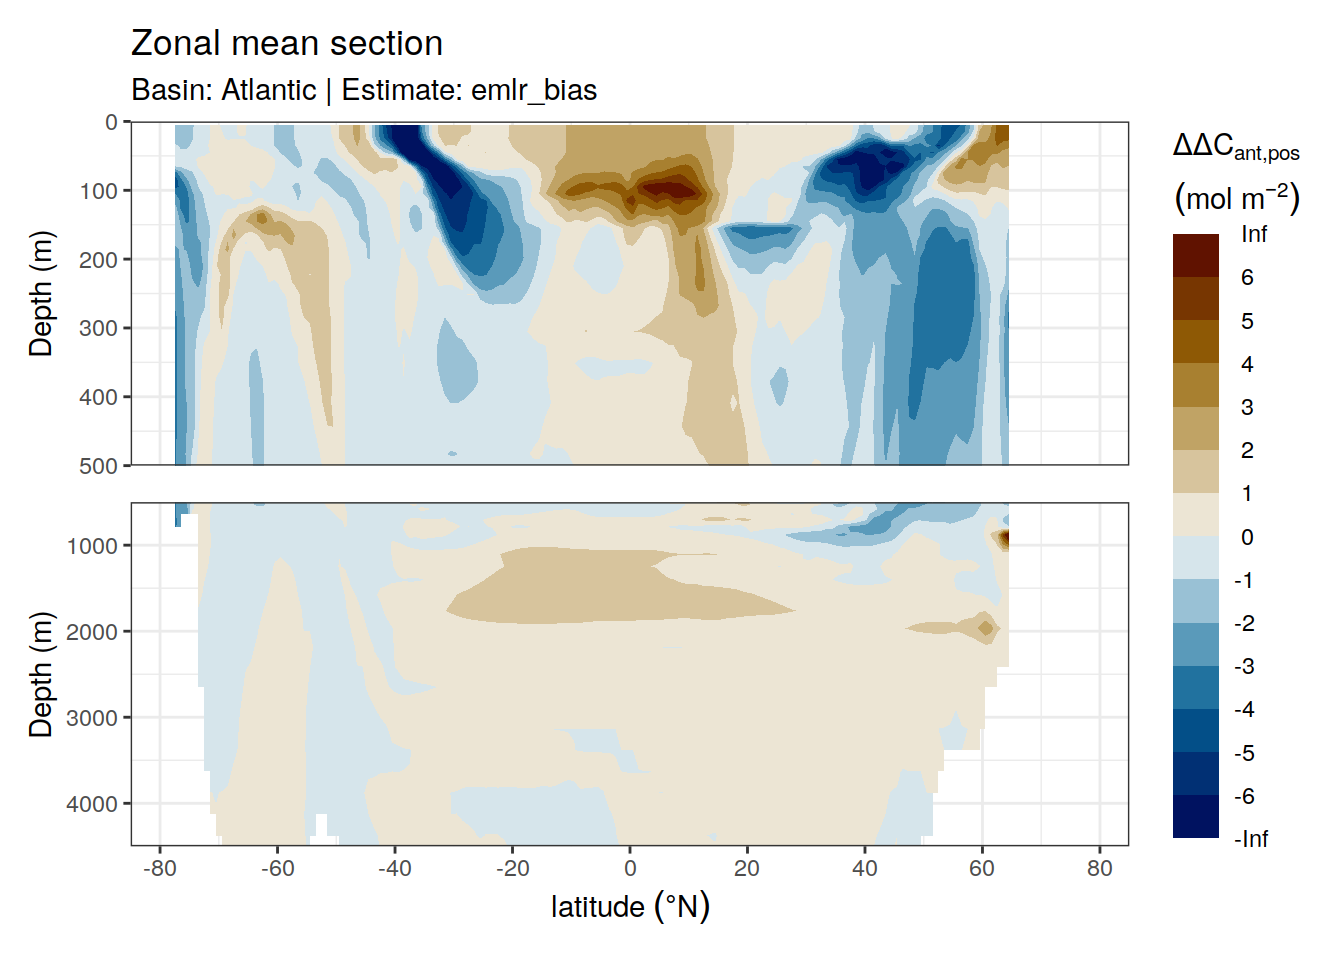 Zonal mean section
Basin: Atlantic | Estimate: emlr_bias
0
100
200
300
400
500
Depth (m)
1000
2000
3000
4000
Depth (m)
-80 -60 -40 -20 0 20 40 60 80
latitude (°N)
ΔΔCant,pos
(mol m−2)
Inf
6
5
4
3
2
1
0
-1
-2
-3
-4
-5
-6
-Inf